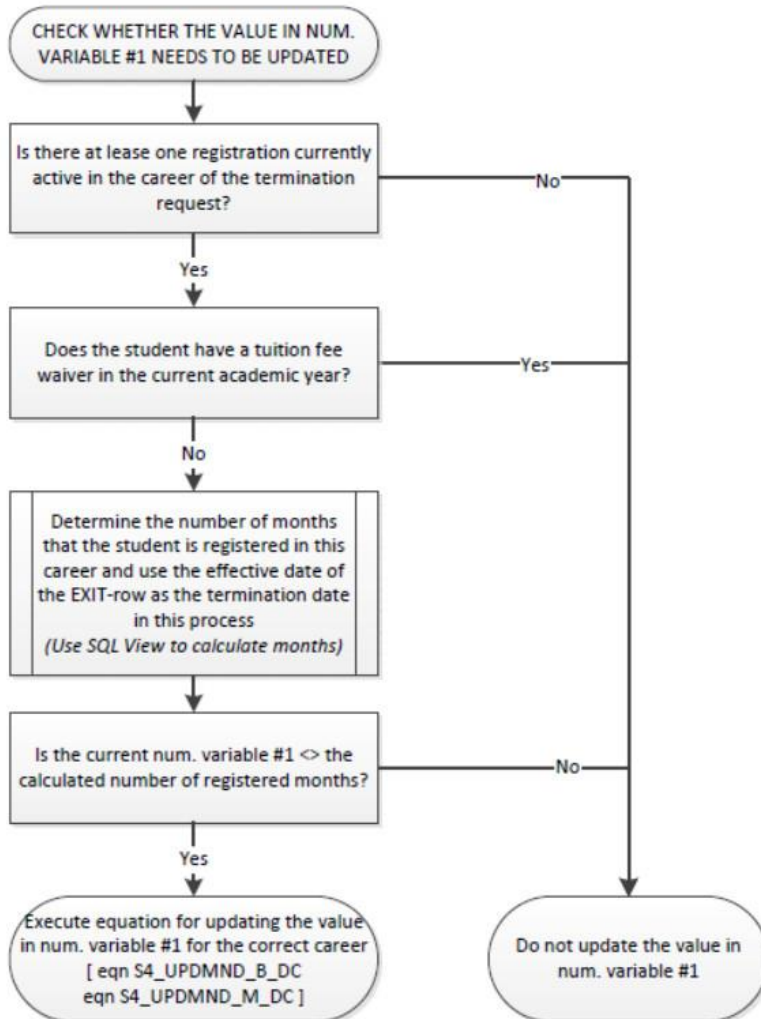 CHECK WHETHER THE VALUE IN NUM.
VARIABLE #1 NEEDS TO BE UPDATED
Is there at lease one registration currently
active in the career of the termination
request?
No
Yes
Does the student have a tuition fee
waiver in the current academic year?
Yes
No
Determine the number of months
that the student is registered in this
career and use the effective date of
the EXIT-row as the termination date
in this process
(Use SQL View to calculate months)
Is the current num. variable #1 <> the
calculated number of registered months?
No
Yes
Execute equation for updating the value
in num. variable #1 for the correct career
[ eqn S4_UPDMND_B_DC
eqn S4_UPDMND_M_DC ]
Do not update the value in
num. variable #1